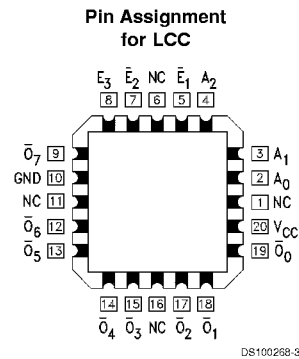 Pin Assignment
for LCC
E₃ Ē₂ NC Ē₁ A₂
8 7 6 5 4
Ō₇ 9 3 A₁
GND 10 2 A₀
NC 11 1 NC
Ō₆ 12 20 VCC
Ō₅ 13 19 Ō₀
14 15 16 17 18
Ō₄ Ō₃ NC Ō₂ Ō₁
DS100268-3